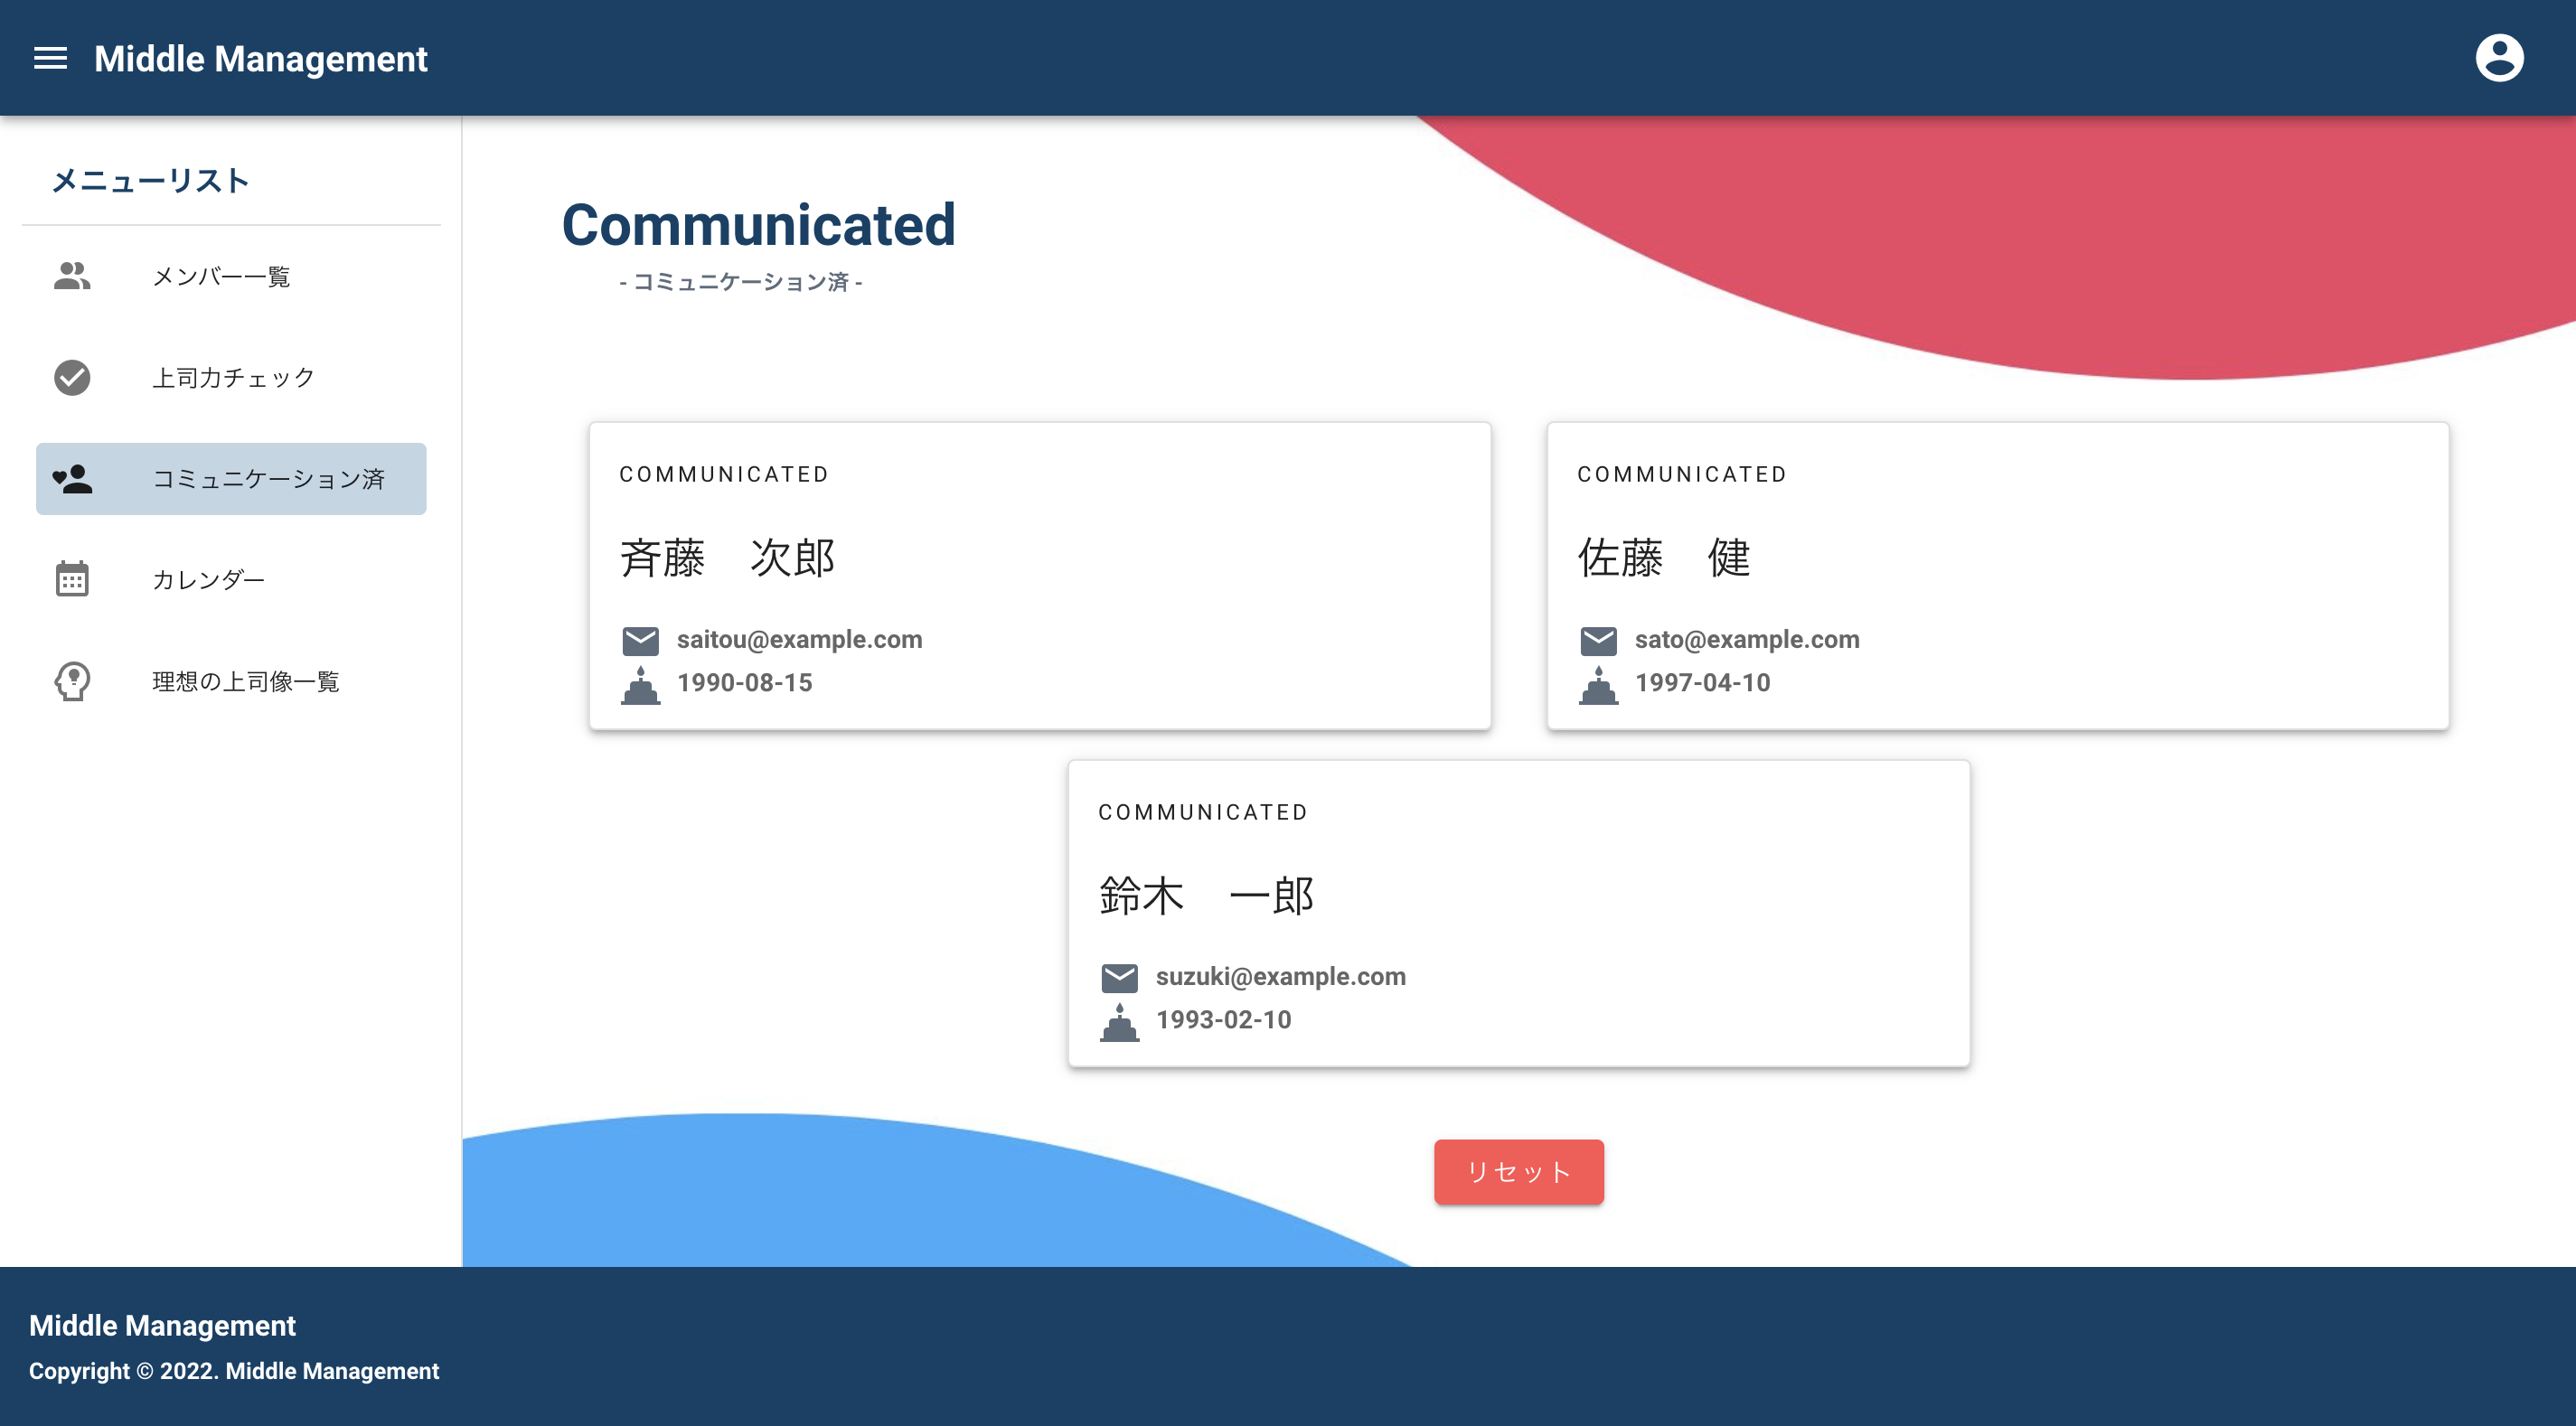 Middle Management
メニューリスト
メンバー一覧
上司力チェック
コミュニケーション済
カレンダー
理想の上司像一覧
Communicated
- コミュニケーション済 -
COMMUNICATED
斉藤　次郎
saitou@example.com
1990-08-15
COMMUNICATED
佐藤　健
sato@example.com
1997-04-10
COMMUNICATED
鈴木　一郎
suzuki@example.com
1993-02-10
リセット
Middle Management
Copyright © 2022. Middle Management